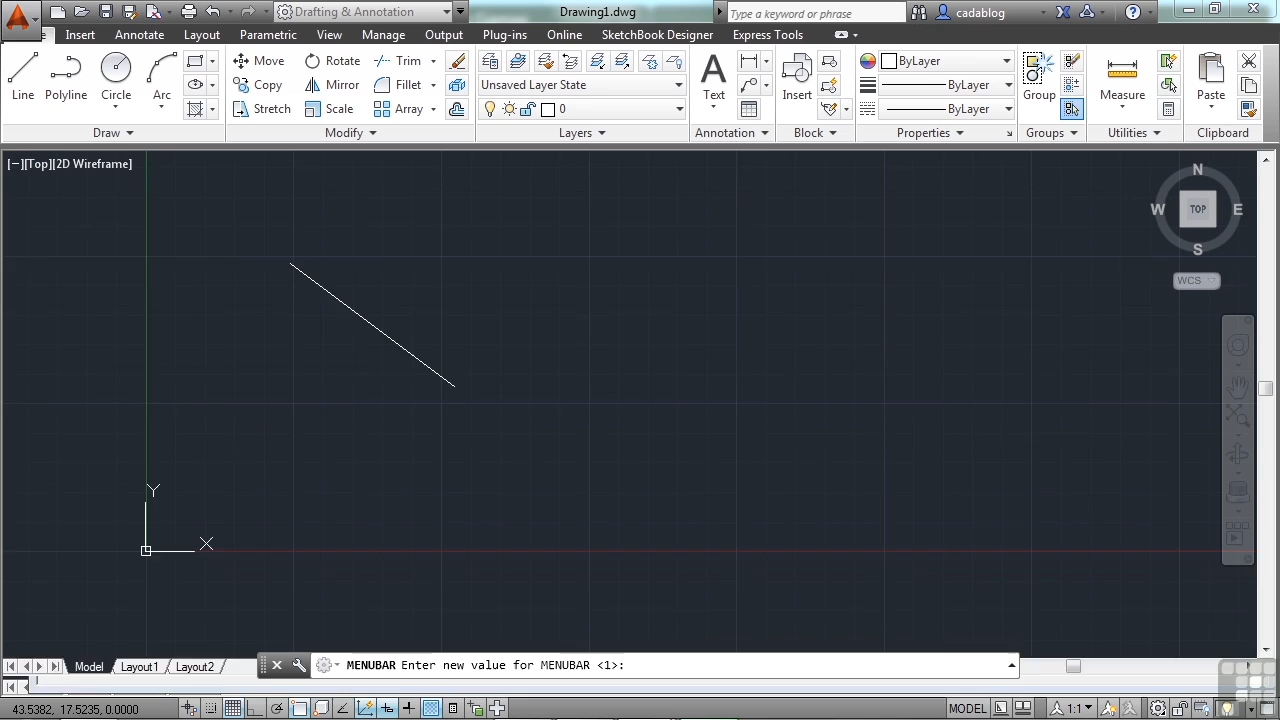 Drafting & Annotation
Drawing1.dwg
Type a keyword or phrase
cadablog
Insert Annotate Layout Parametric View Manage Output Plug-ins Online SketchBook Designer Express Tools
Line
Polyline
Circle
Arc
Move
Rotate
Trim
Copy
Mirror
Fillet
Stretch
Scale
Array
Unsaved Layer State
0
Text
Insert
ByLayer
ByLayer
ByLayer
Group
Measure
Paste
Draw
Modify
Layers
Annotation
Block
Properties
Groups
Utilities
Clipboard
[−][Top][2D Wireframe]
N
W
TOP
E
S
WCS
Y
X
Model
Layout1
Layout2
MENUBAR Enter new value for MENUBAR <1>:
43.5382, 17.5235, 0.0000
MODEL
1:1